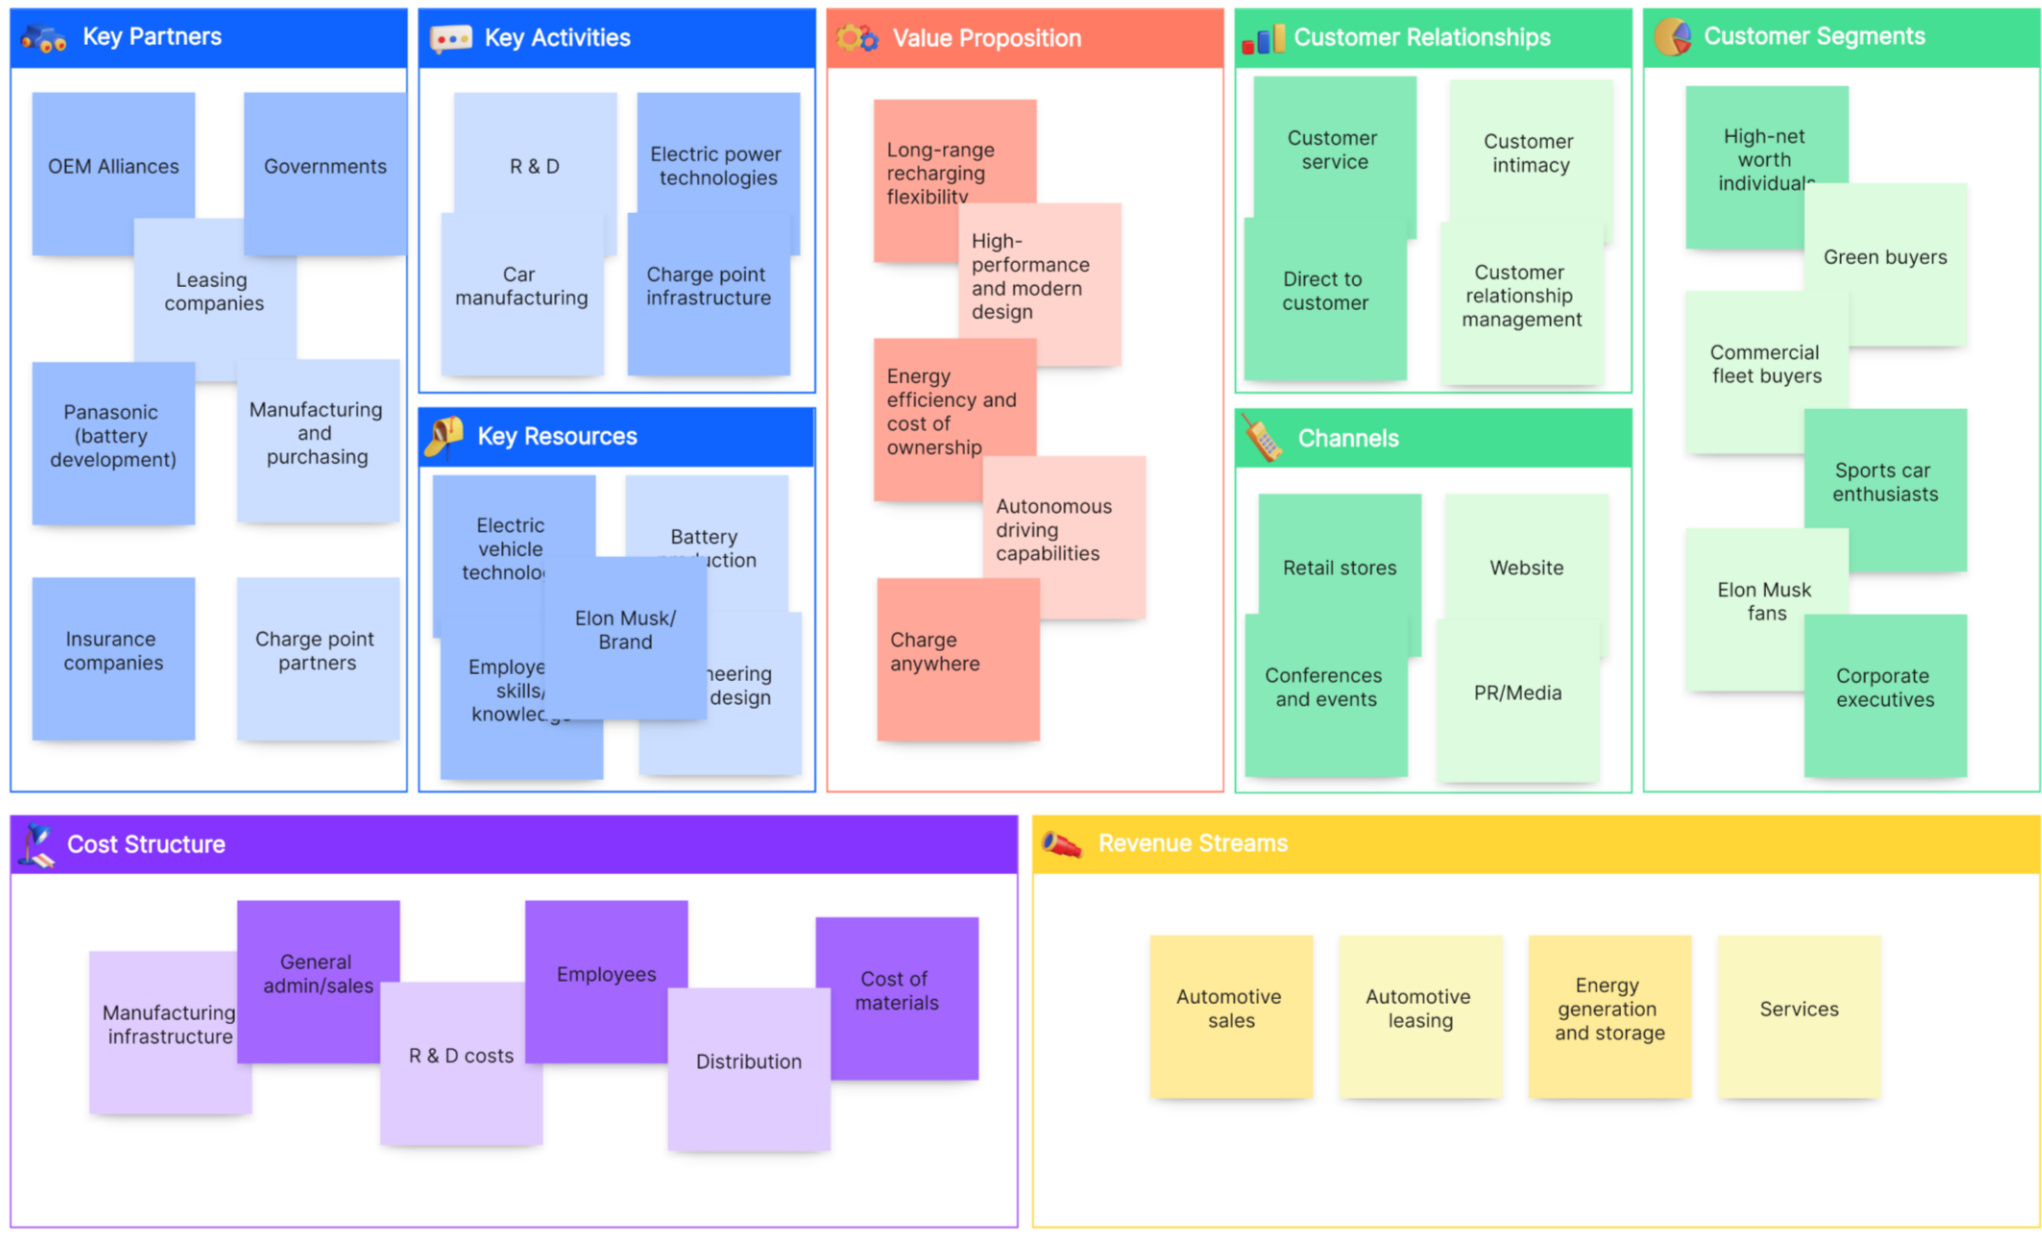 Key Partners
OEM Alliances
Governments
Leasing
companies
Panasonic
(battery
development)
Manufacturing
and
purchasing
Insurance
companies
Charge point
partners
Key Activities
R & D
Electric power
technologies
Car
manufacturing
Charge point
infrastructure
Key Resources
Electric
vehicle
Battery
Elon Musk/
Brand
skills/
design
Value Proposition
Long-range
recharging
flexibility
High-
performance
and modern
design
Energy
efficiency and
cost of
ownership
Autonomous
driving
capabilities
Charge
anywhere
Customer Relationships
Customer
service
Customer
intimacy
Direct to
customer
Customer
relationship
management
Channels
Retail stores
Website
Conferences
and events
PR/Media
Customer Segments
High-net
worth
individuals
Green buyers
Commercial
fleet buyers
Sports car
enthusiasts
Elon Musk
fans
Corporate
executives
Cost Structure
Manufacturing
infrastructure
General
admin/sales
R & D costs
Employees
Distribution
Cost of
materials
Revenue Streams
Automotive
sales
Automotive
leasing
Energy
generation
and storage
Services